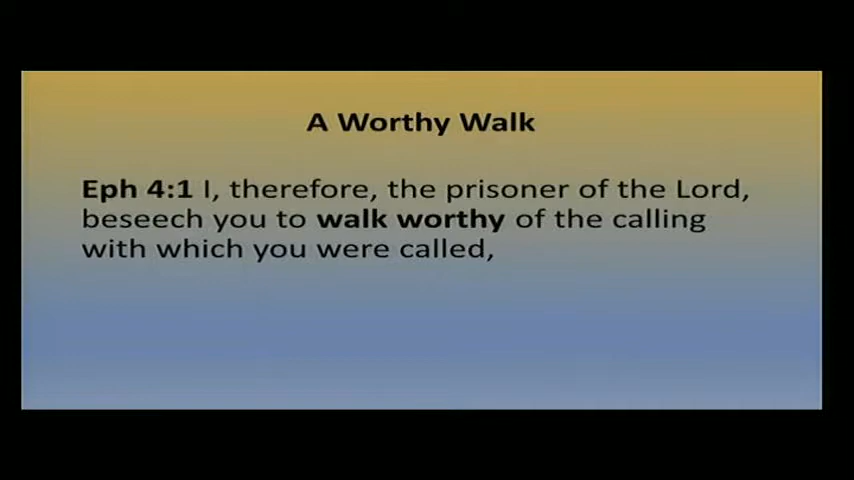 A Worthy Walk
Eph 4:1 I, therefore, the prisoner of the Lord,
beseech you to walk worthy of the calling
with which you were called,